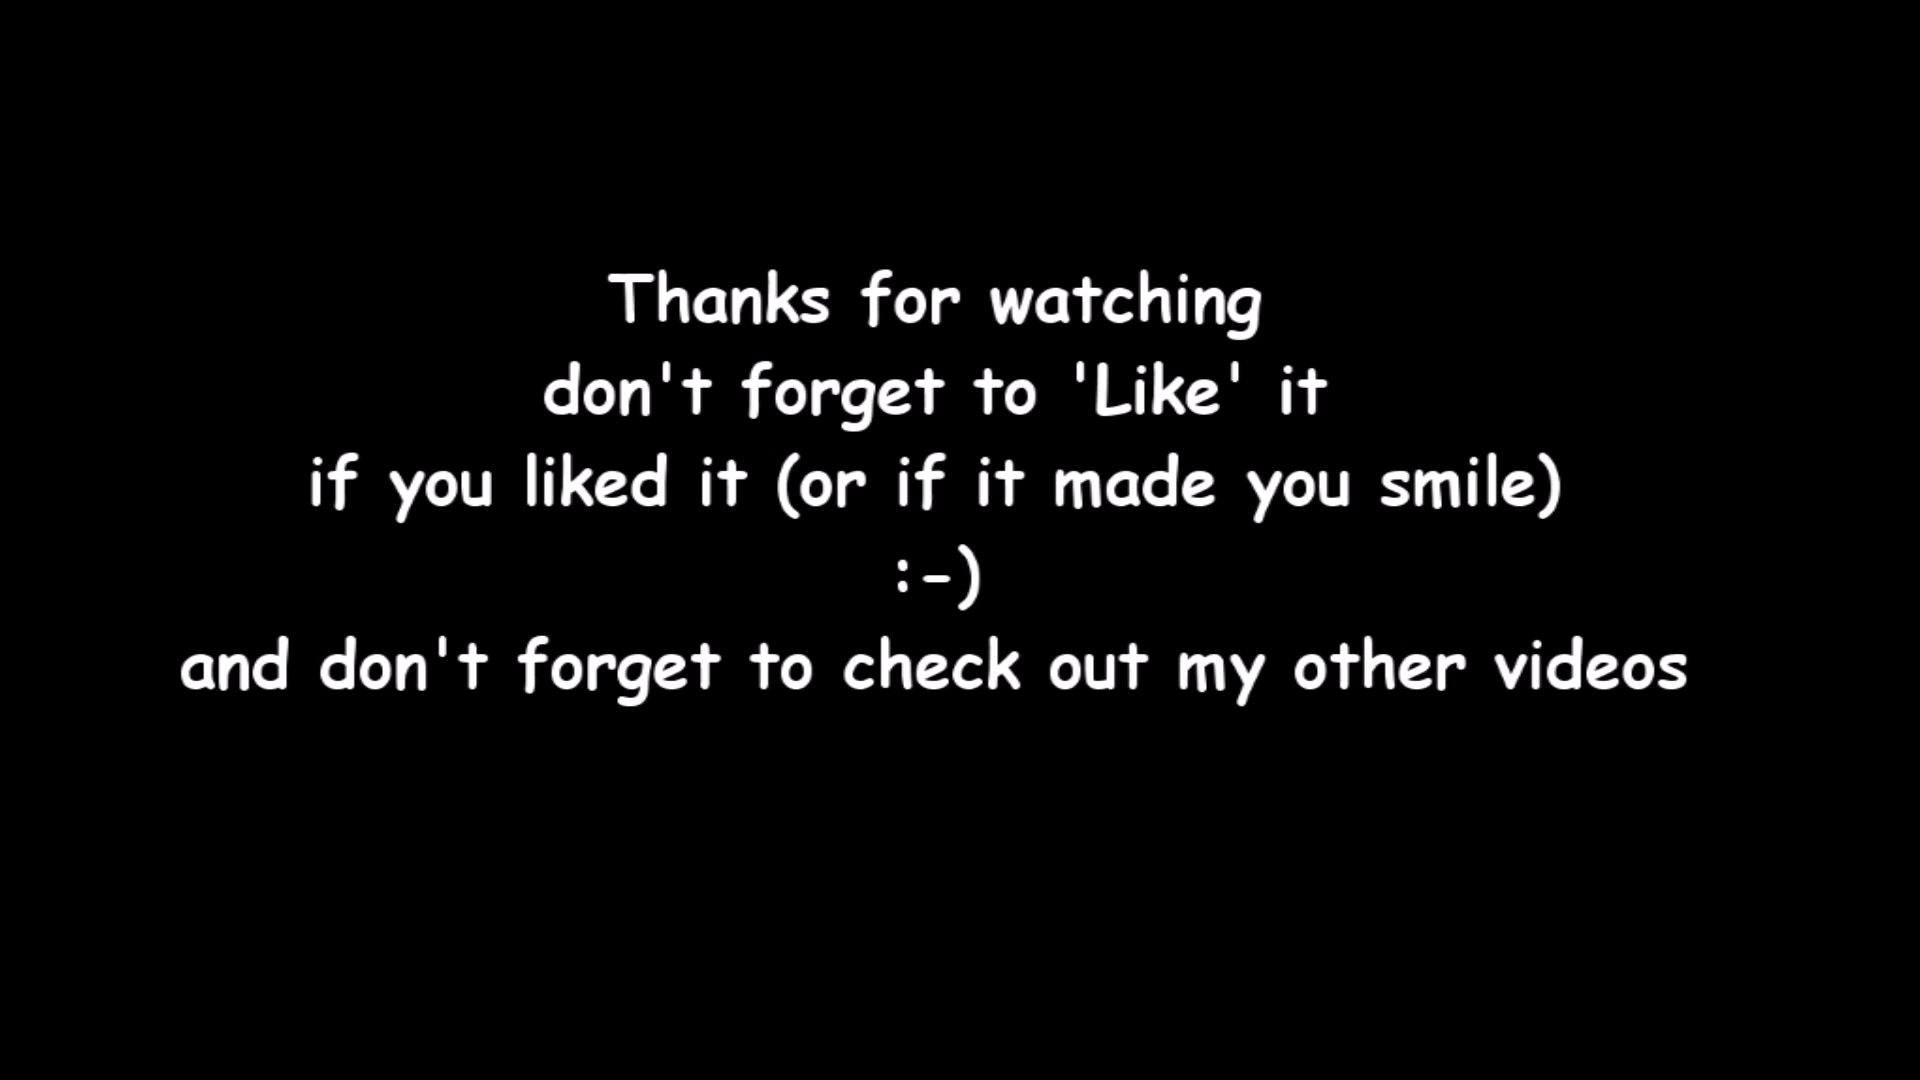 Thanks for watching
don't forget to 'Like' it
if you liked it (or if it made you smile)
:-)
and don't forget to check out my other videos